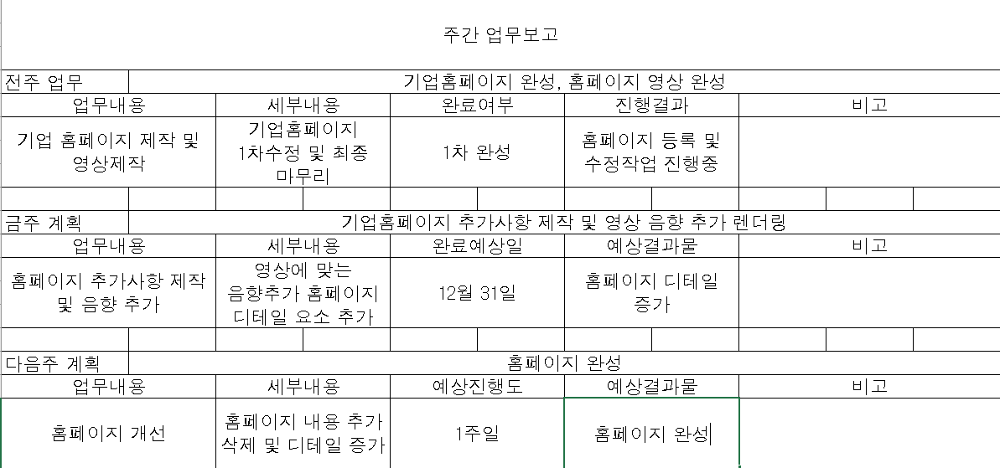 주간 업무보고
전주 업무 기업홈페이지 완성, 홈페이지 영상 완성
업무내용 세부내용 완료여부 진행결과 비고
기업 홈페이지 제작 및
영상제작
기업홈페이지
1차수정 및 최종
마무리
1차 완성
홈페이지 등록 및
수정작업 진행중
금주 계획 기업홈페이지 추가사항 제작 및 영상 음향 추가 렌더링
업무내용 세부내용 완료예상일 예상결과물 비고
홈페이지 추가사항 제작
및 음향 추가
영상에 맞는
음향추가 홈페이지
디테일 요소 추가
12월 31일
홈페이지 디테일
증가
다음주 계획 홈페이지 완성
업무내용 세부내용 예상진행도 예상결과물 비고
홈페이지 개선
홈페이지 내용 추가
삭제 및 디테일 증가
1주일
홈페이지 완성